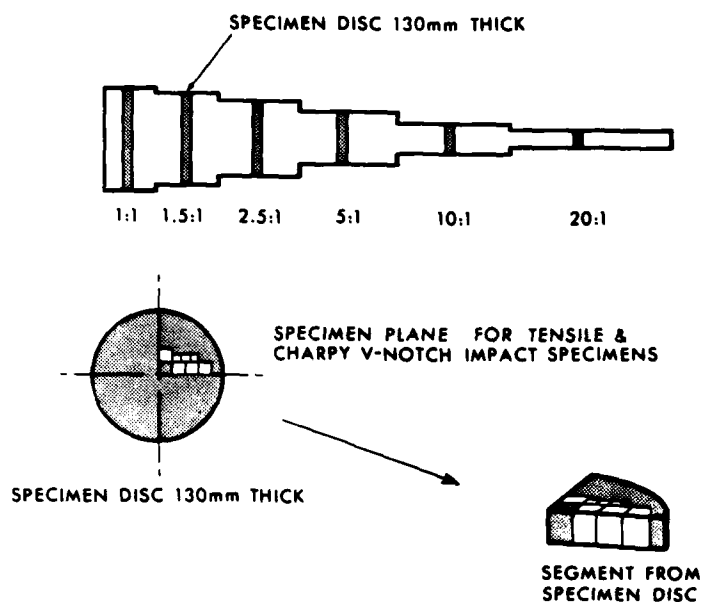 SPECIMEN DISC 130mm THICK
1:1 1.5:1 2.5:1 5:1 10:1 20:1
SPECIMEN PLANE FOR TENSILE &
CHARPY V-NOTCH IMPACT SPECIMENS
SPECIMEN DISC 130mm THICK
SEGMENT FROM
SPECIMEN DISC